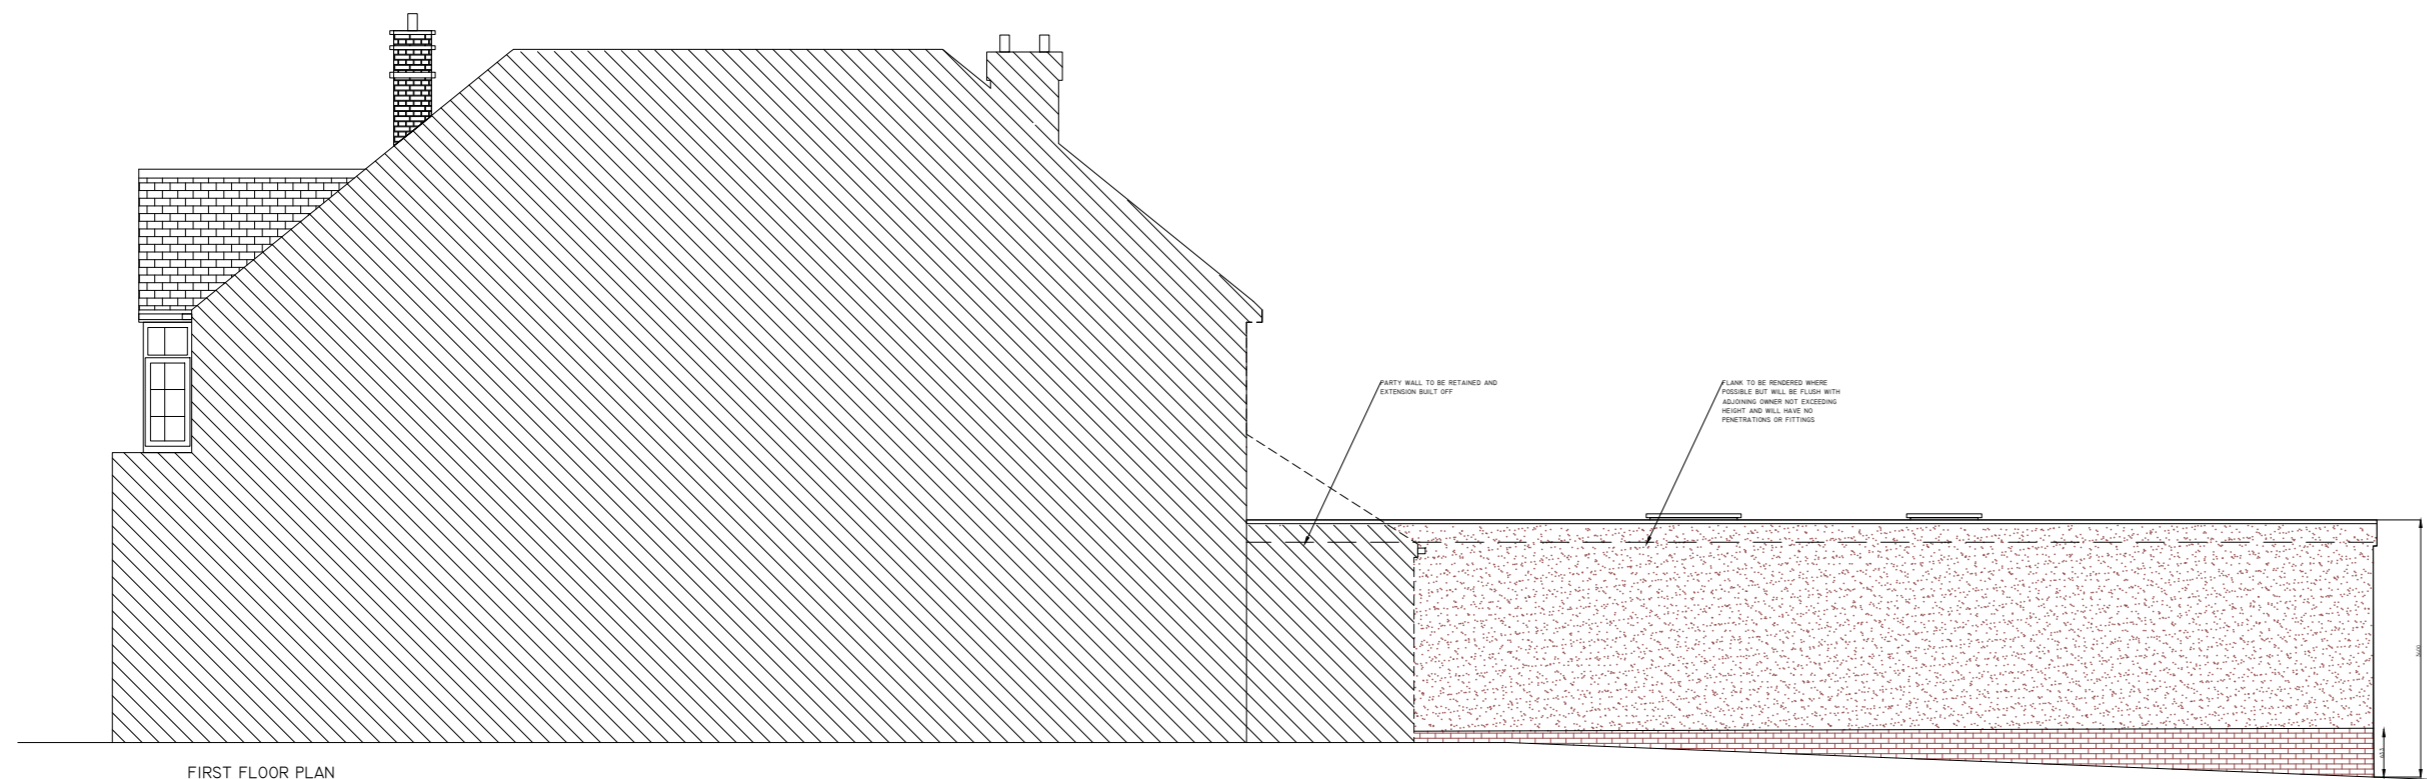 PARTY WALL TO BE RETAINED AND
EXTENSION BUILT OFF
FLANK TO BE RENDERED WHERE
POSSIBLE BUT WILL BE FLUSH WITH
ADJOINING OWNER NOT EXCEEDING
HEIGHT AND WILL HAVE NO
PENETRATIONS OR FITTINGS
FIRST FLOOR PLAN